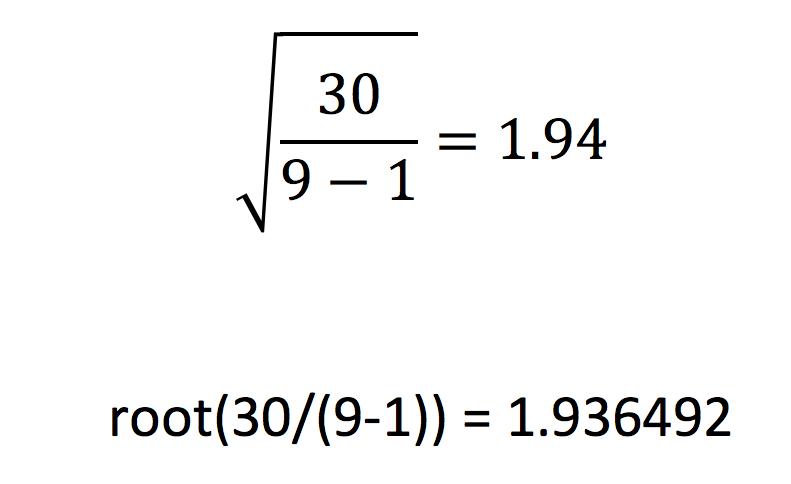 √(30/(9 − 1)) = 1.94
root(30/(9-1)) = 1.936492